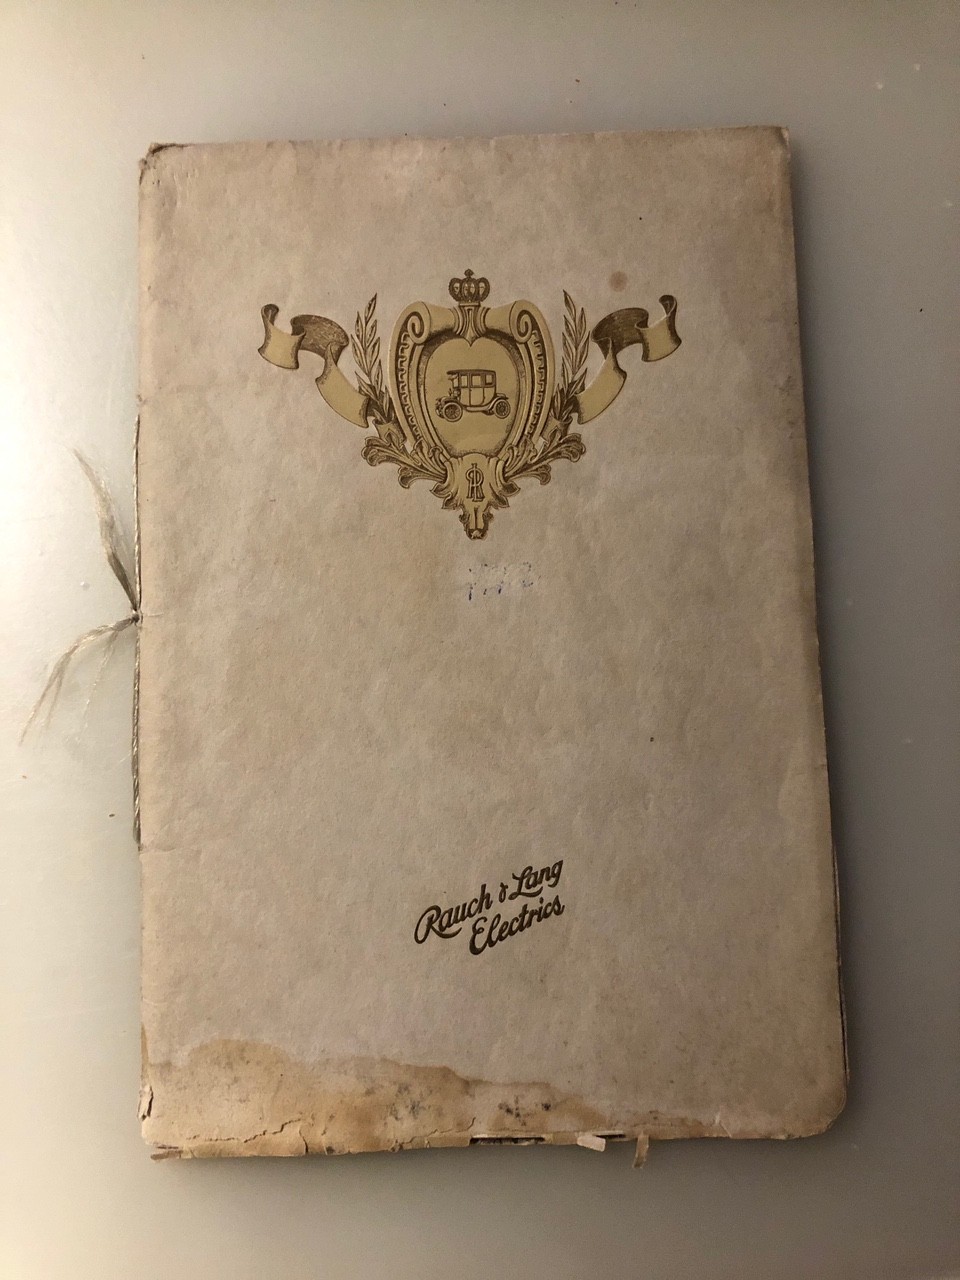 Rauch & Lang
Electrics